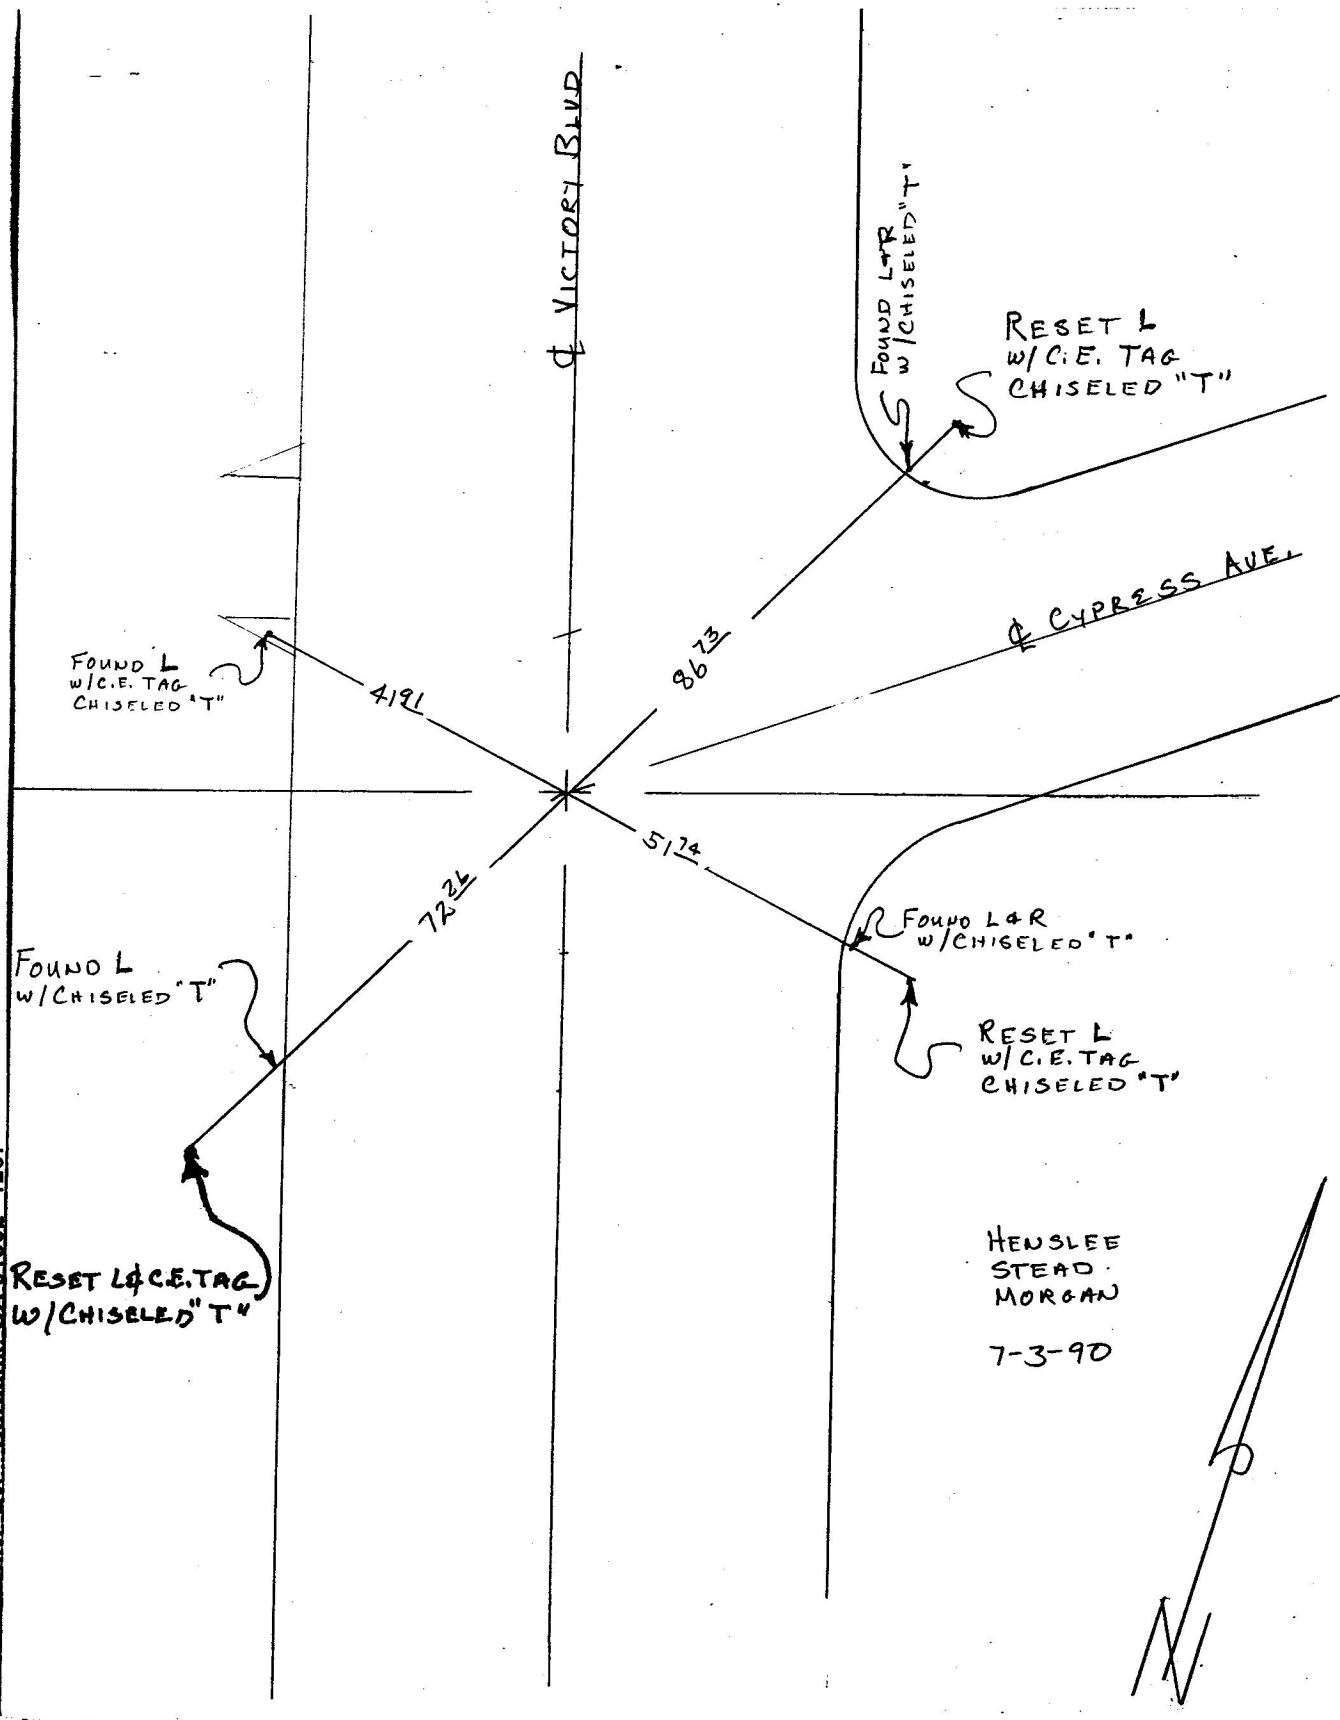 ℄ VICTORY BLVD
FOUND L&R
W/CHISELED "T"
RESET L
W/ C.E. TAG
CHISELED "T"
℄ CYPRESS AVE.
86 73
FOUND L
W/C.E. TAG
CHISELED "T"
41 91
51 74
72 26
FOUND L & R
W/CHISELED "T"
FOUND L
W/CHISELED "T"
RESET L
W/ C.E. TAG
CHISELED "T"
RESET L & C.E. TAG
W/CHISELED "T"
HENSLEE
STEAD
MORGAN
7-3-90
N